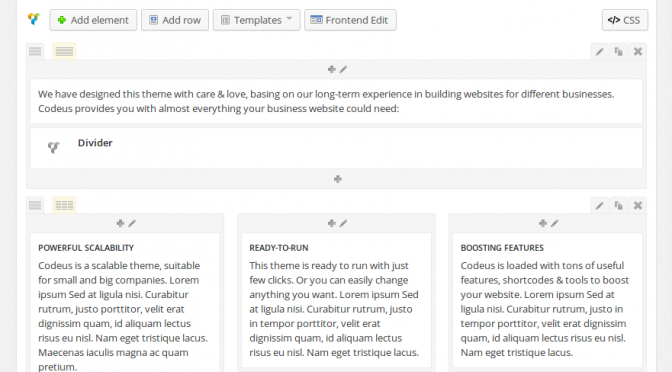 Add element Add row Templates Frontend Edit </> CSS
We have designed this theme with care & love, basing on our long-term experience in building websites for different businesses.
Codeus provides you with almost everything your business website could need:
Divider
POWERFUL SCALABILITY
Codeus is a scalable theme, suitable
for small and big companies. Lorem
ipsum Sed at ligula nisi. Curabitur
rutrum, justo porttitor, velit erat
dignissim quam, id aliquam lectus
risus eu nisl. Nam eget tristique lacus.
Maecenas iaculis magna ac quam
pretium.
READY-TO-RUN
This theme is ready to run with just
few clicks. Or you can easily change
anything you want. Lorem ipsum Sed
at ligula nisi. Curabitur rutrum, justo
in tempor porttitor, velit erat
dignissim quam, id aliquam lectus
risus eu nisl. Nam eget tristique lacus.
BOOSTING FEATURES
Codeus is loaded with tons of useful
features, shortcodes & tools to boost
your website. Lorem ipsum Sed at
ligula nisi. Curabitur rutrum, justo in
tempor porttitor, velit erat
dignissim quam, id aliquam lectus
risus eu nisl. Nam eget tristique lacus.